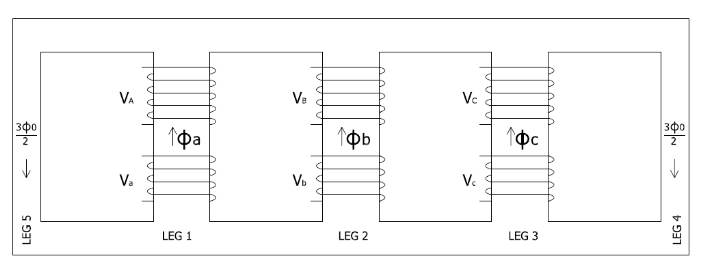 VA
VB
VC
3ϕ0
2
ϕa
ϕb
ϕc
3ϕ0
2
Va
Vb
Vc
LEG 5
LEG 1
LEG 2
LEG 3
LEG 4